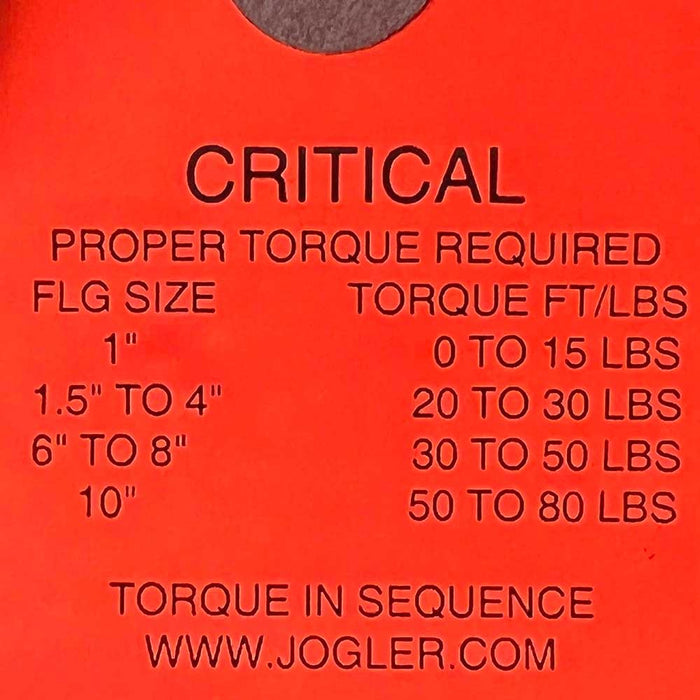 CRITICAL
PROPER TORQUE REQUIRED
FLG SIZE TORQUE FT/LBS
1" 0 TO 15 LBS
1.5" TO 4" 20 TO 30 LBS
6" TO 8" 30 TO 50 LBS
10" 50 TO 80 LBS
TORQUE IN SEQUENCE
WWW.JOGLER.COM